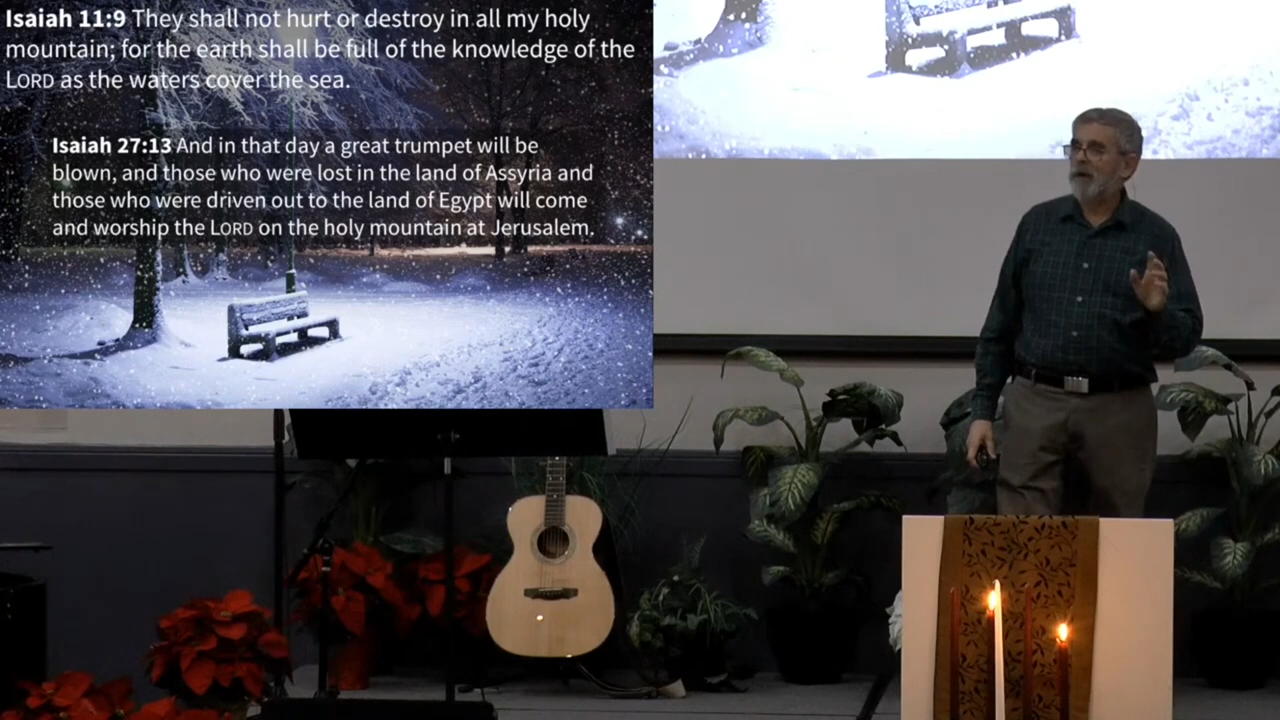 Isaiah 11:9 They shall not hurt or destroy in all my holy
mountain; for the earth shall be full of the knowledge of the
LORD as the waters cover the sea.
Isaiah 27:13 And in that day a great trumpet will be
blown, and those who were lost in the land of Assyria and
those who were driven out to the land of Egypt will come
and worship the LORD on the holy mountain at Jerusalem.